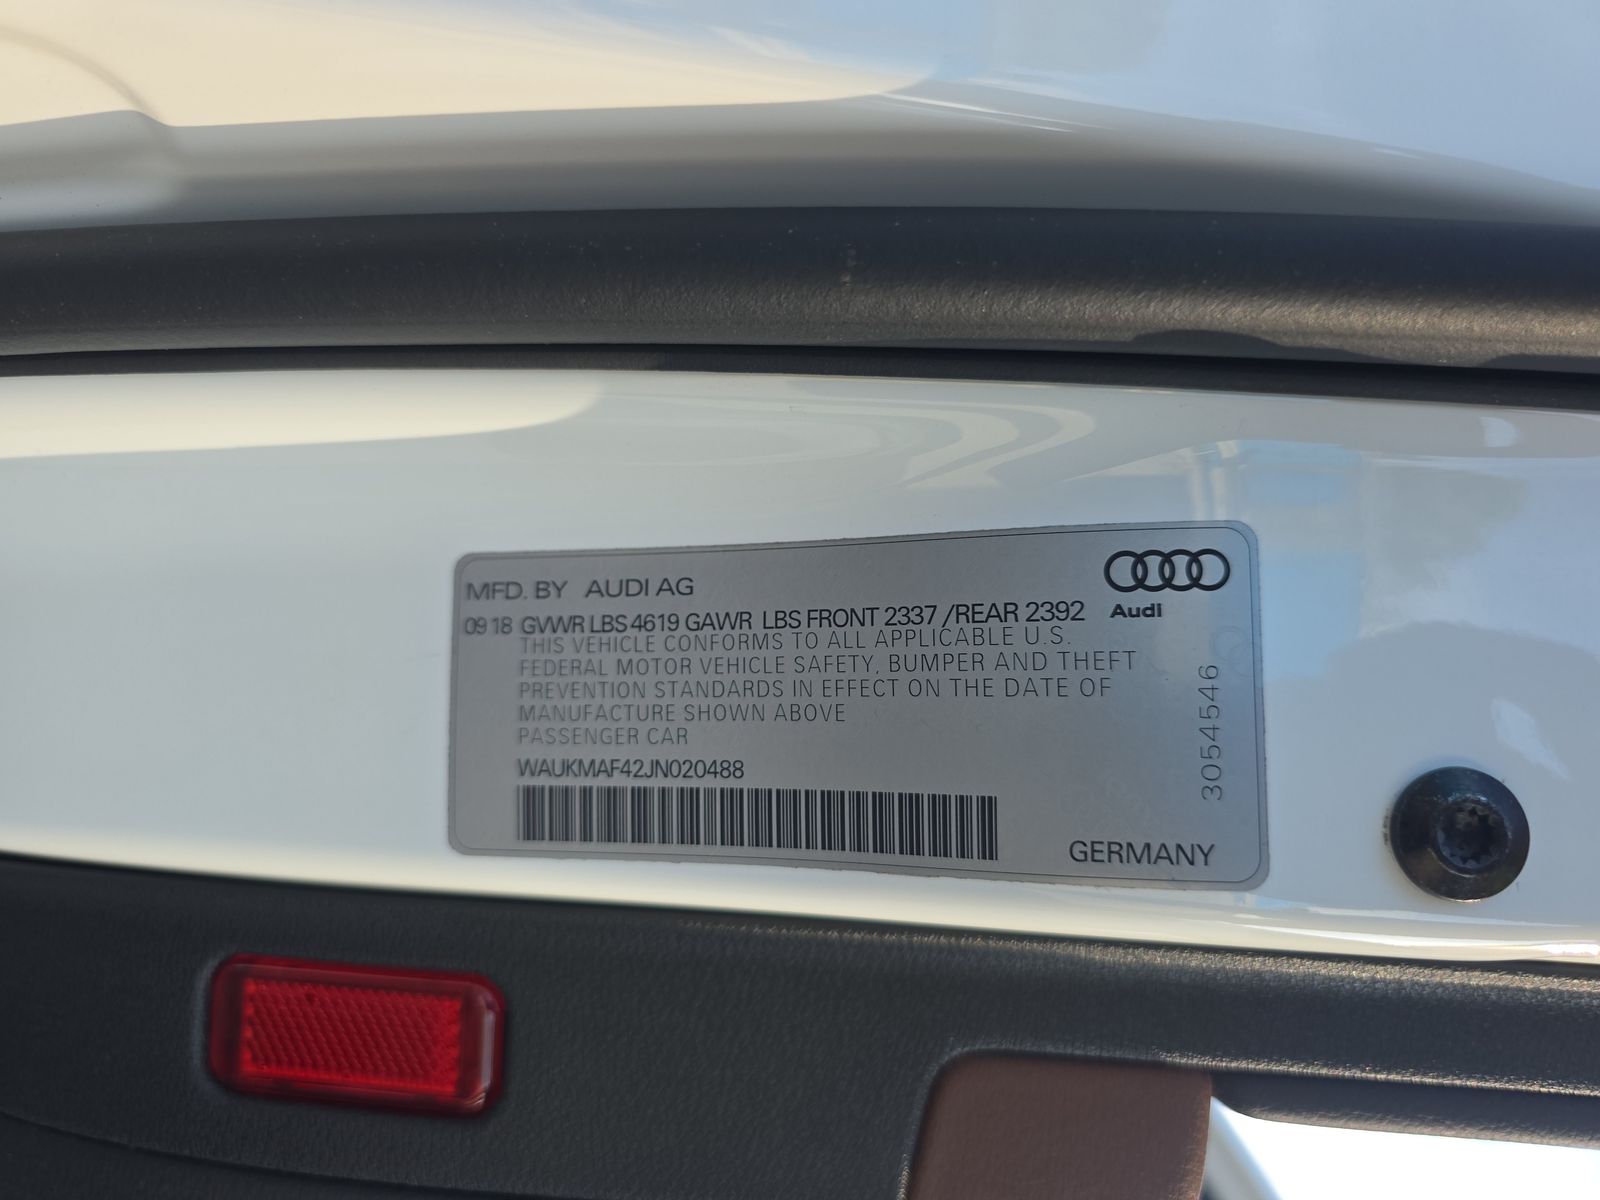 MFD. BY AUDI AG
Audi
09 18 GVWR LBS 4619 GAWR LBS FRONT 2337 /REAR 2392
THIS VEHICLE CONFORMS TO ALL APPLICABLE U.S.
FEDERAL MOTOR VEHICLE SAFETY, BUMPER AND THEFT
PREVENTION STANDARDS IN EFFECT ON THE DATE OF
MANUFACTURE SHOWN ABOVE
PASSENGER CAR
WAUKMAF42JN020488
3054546
GERMANY